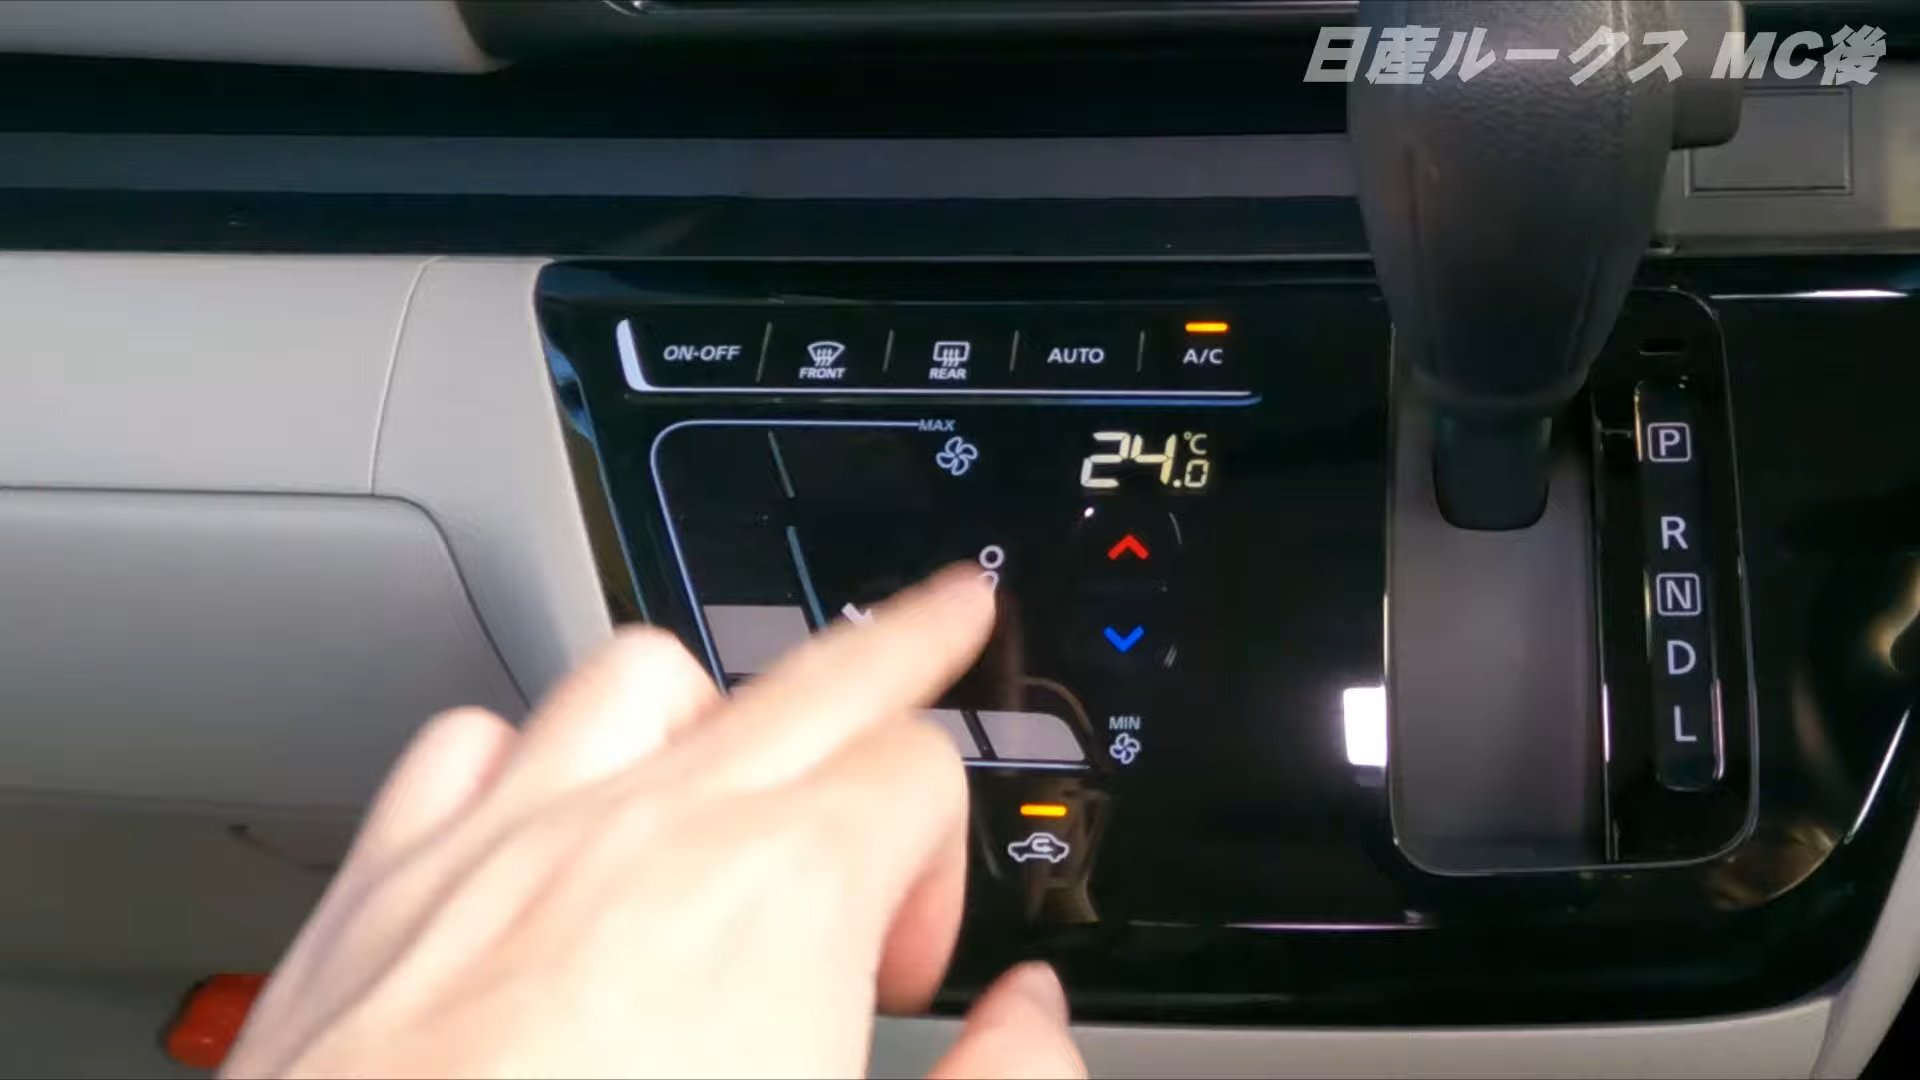 日産ルークス MC後
ON·OFF
FRONT
REAR
AUTO
A/C
MAX
24.0℃
MIN
P
R
N
D
L